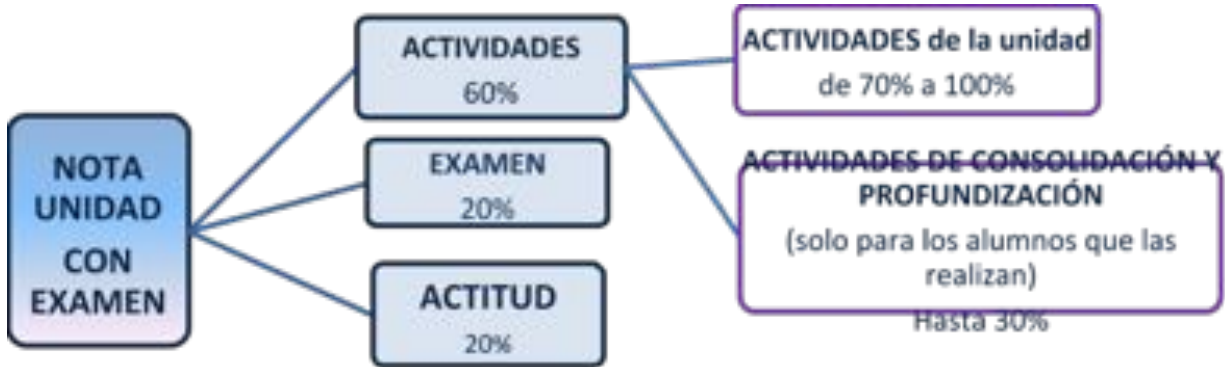 NOTA
UNIDAD
CON
EXAMEN
ACTIVIDADES
60%
EXAMEN
20%
ACTITUD
20%
ACTIVIDADES de la unidad
de 70% a 100%
ACTIVIDADES DE CONSOLIDACIÓN Y
PROFUNDIZACIÓN
(solo para los alumnos que las
realizan)
Hasta 30%